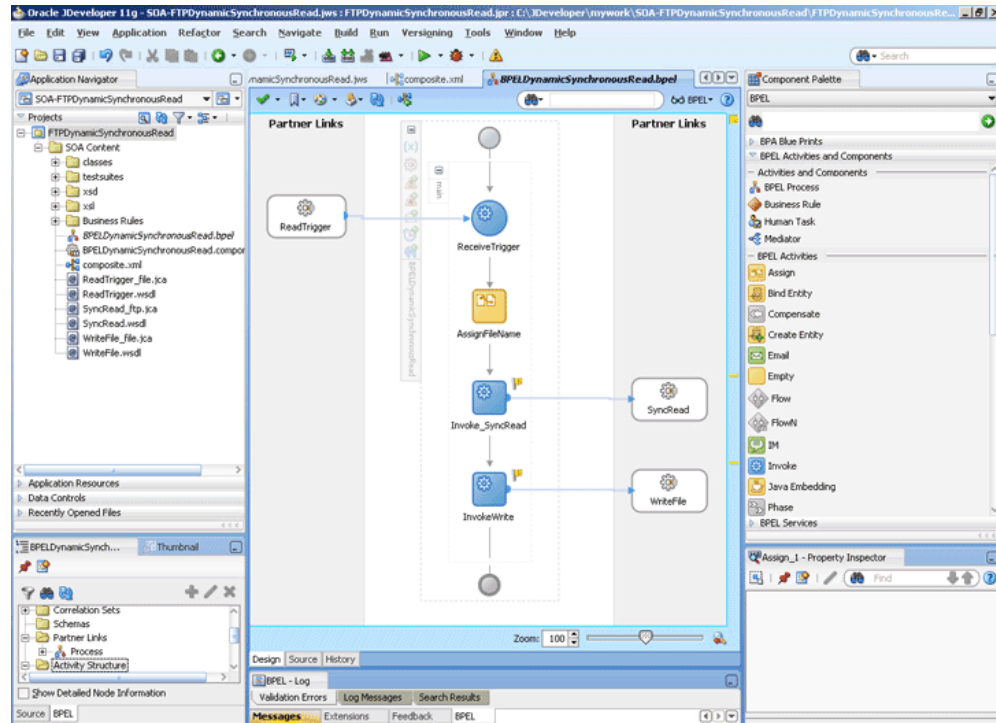 Oracle JDeveloper 11g - SOA-FTPDynamicSynchronousRead.jws : FTPDynamicSynchronousRead.jpr : C:\JDeveloper\mywork\SOA-FTPDynamicSynchronousRead\FTPDynamicSynchronousRe...
File Edit View Application Refactor Search Navigate Build Run Versioning Tools Window Help
Search
Application Navigator
namicSynchronousRead.jws
composite.xml
BPELDynamicSynchronousRead.bpel
Component Palette
SOA-FTPDynamicSynchronousRead
BPEL
BPEL
Projects
FTPDynamicSynchronousRead
SOA Content
classes
testsuites
xsd
xsl
Business Rules
BPELDynamicSynchronousRead.bpel
BPELDynamicSynchronousRead.compor
composite.xml
ReadTrigger_file.jca
ReadTrigger.wsdl
SyncRead_ftp.jca
SyncRead.wsdl
WriteFile_file.jca
WriteFile.wsdl
Application Resources
Data Controls
Recently Opened Files
Partner Links
Partner Links
main
BPELDynamicSynchronousRead
ReadTrigger
ReceiveTrigger
AssignFileName
Invoke_SyncRead
SyncRead
InvokeWrite
WriteFile
Zoom: 100
Design Source History
BPA Blue Prints
BPEL Activities and Components
Activities and Components
BPEL Process
Business Rule
Human Task
Mediator
BPEL Activities
Assign
Bind Entity
Compensate
Create Entity
Email
Empty
Flow
FlowN
IM
Invoke
Java Embedding
Phase
BPEL Services
BPELDynamicSynch...
Thumbnail
Correlation Sets
Schemas
Partner Links
Process
Activity Structure
Show Detailed Node Information
Source BPEL
BPEL - Log
Validation Errors Log Messages Search Results
Messages Extensions Feedback BPEL
Assign_1 - Property Inspector
Find